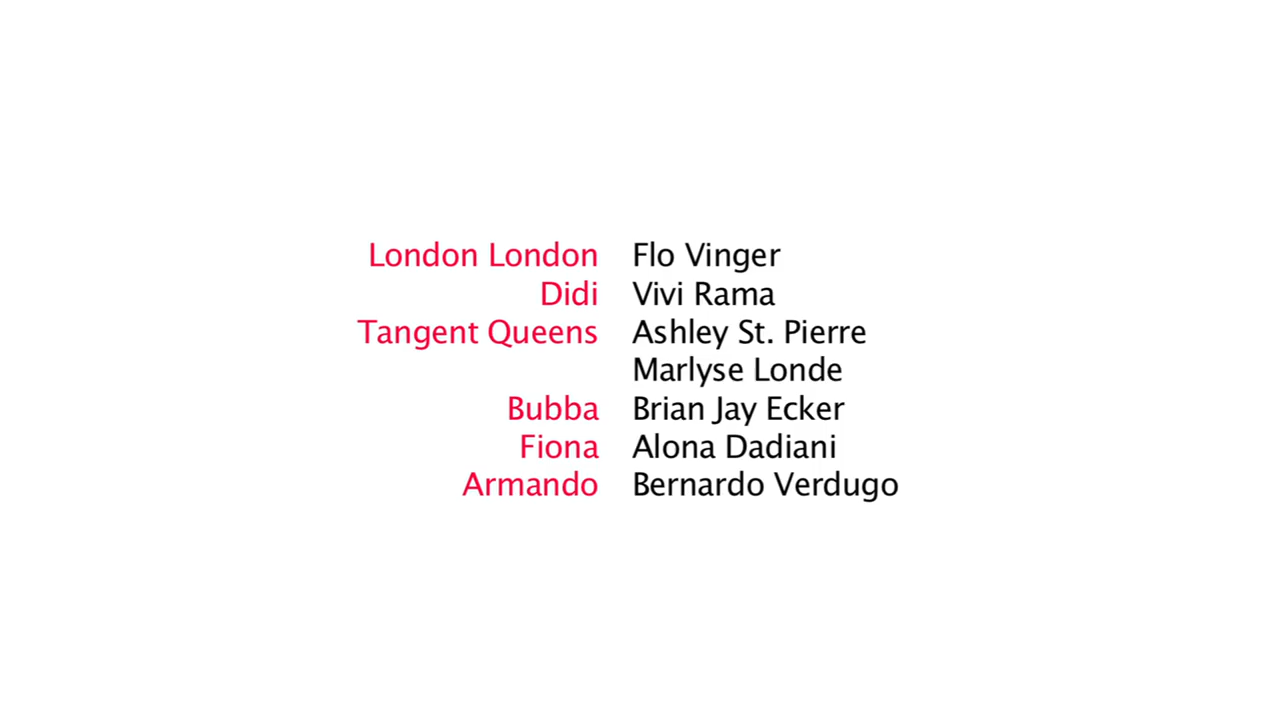 London London Flo Vinger
Didi Vivi Rama
Tangent Queens Ashley St. Pierre
Marlyse Londe
Bubba Brian Jay Ecker
Fiona Alona Dadiani
Armando Bernardo Verdugo